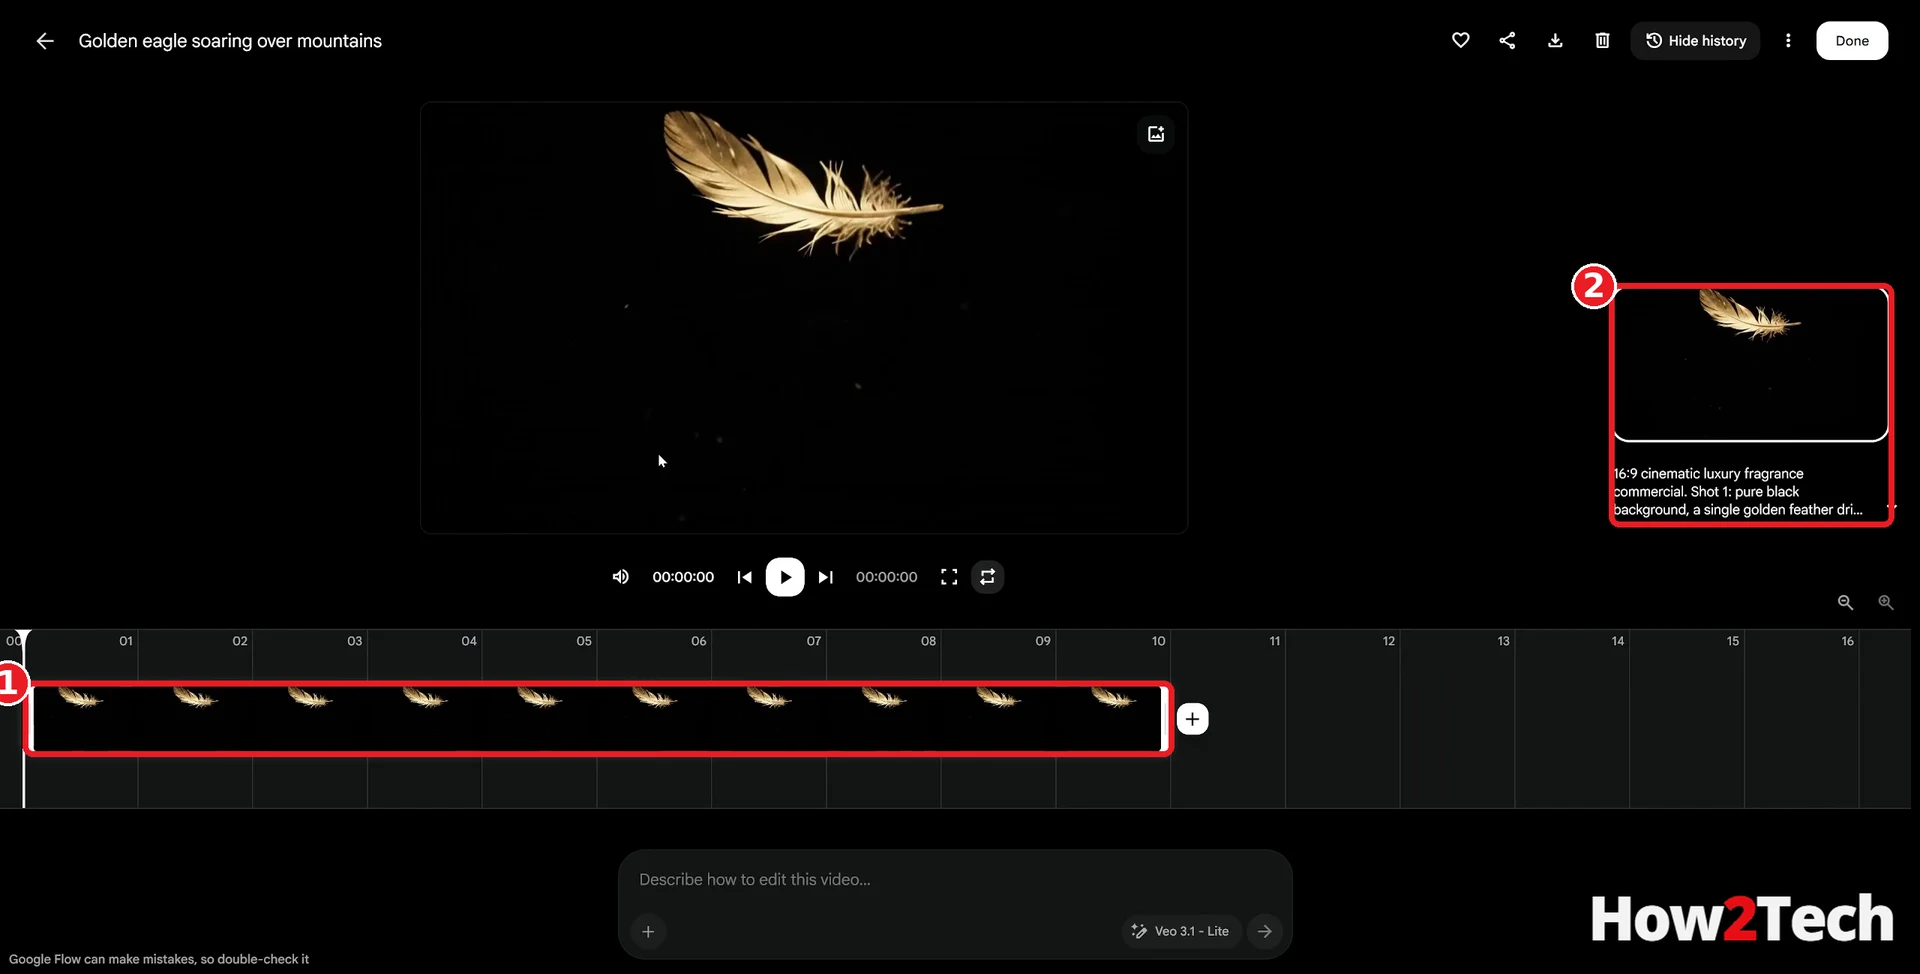 Golden eagle soaring over mountains
Hide history
Done
2
16:9 cinematic luxury fragrance
commercial. Shot 1: pure black
background, a single golden feather dri...
00:00:00
00:00:00
00 01 02 03 04 05 06 07 08 09 10 11 12 13 14 15 16
1
Describe how to edit this video...
Veo 3.1 - Lite
How2Tech
Google Flow can make mistakes, so double-check it